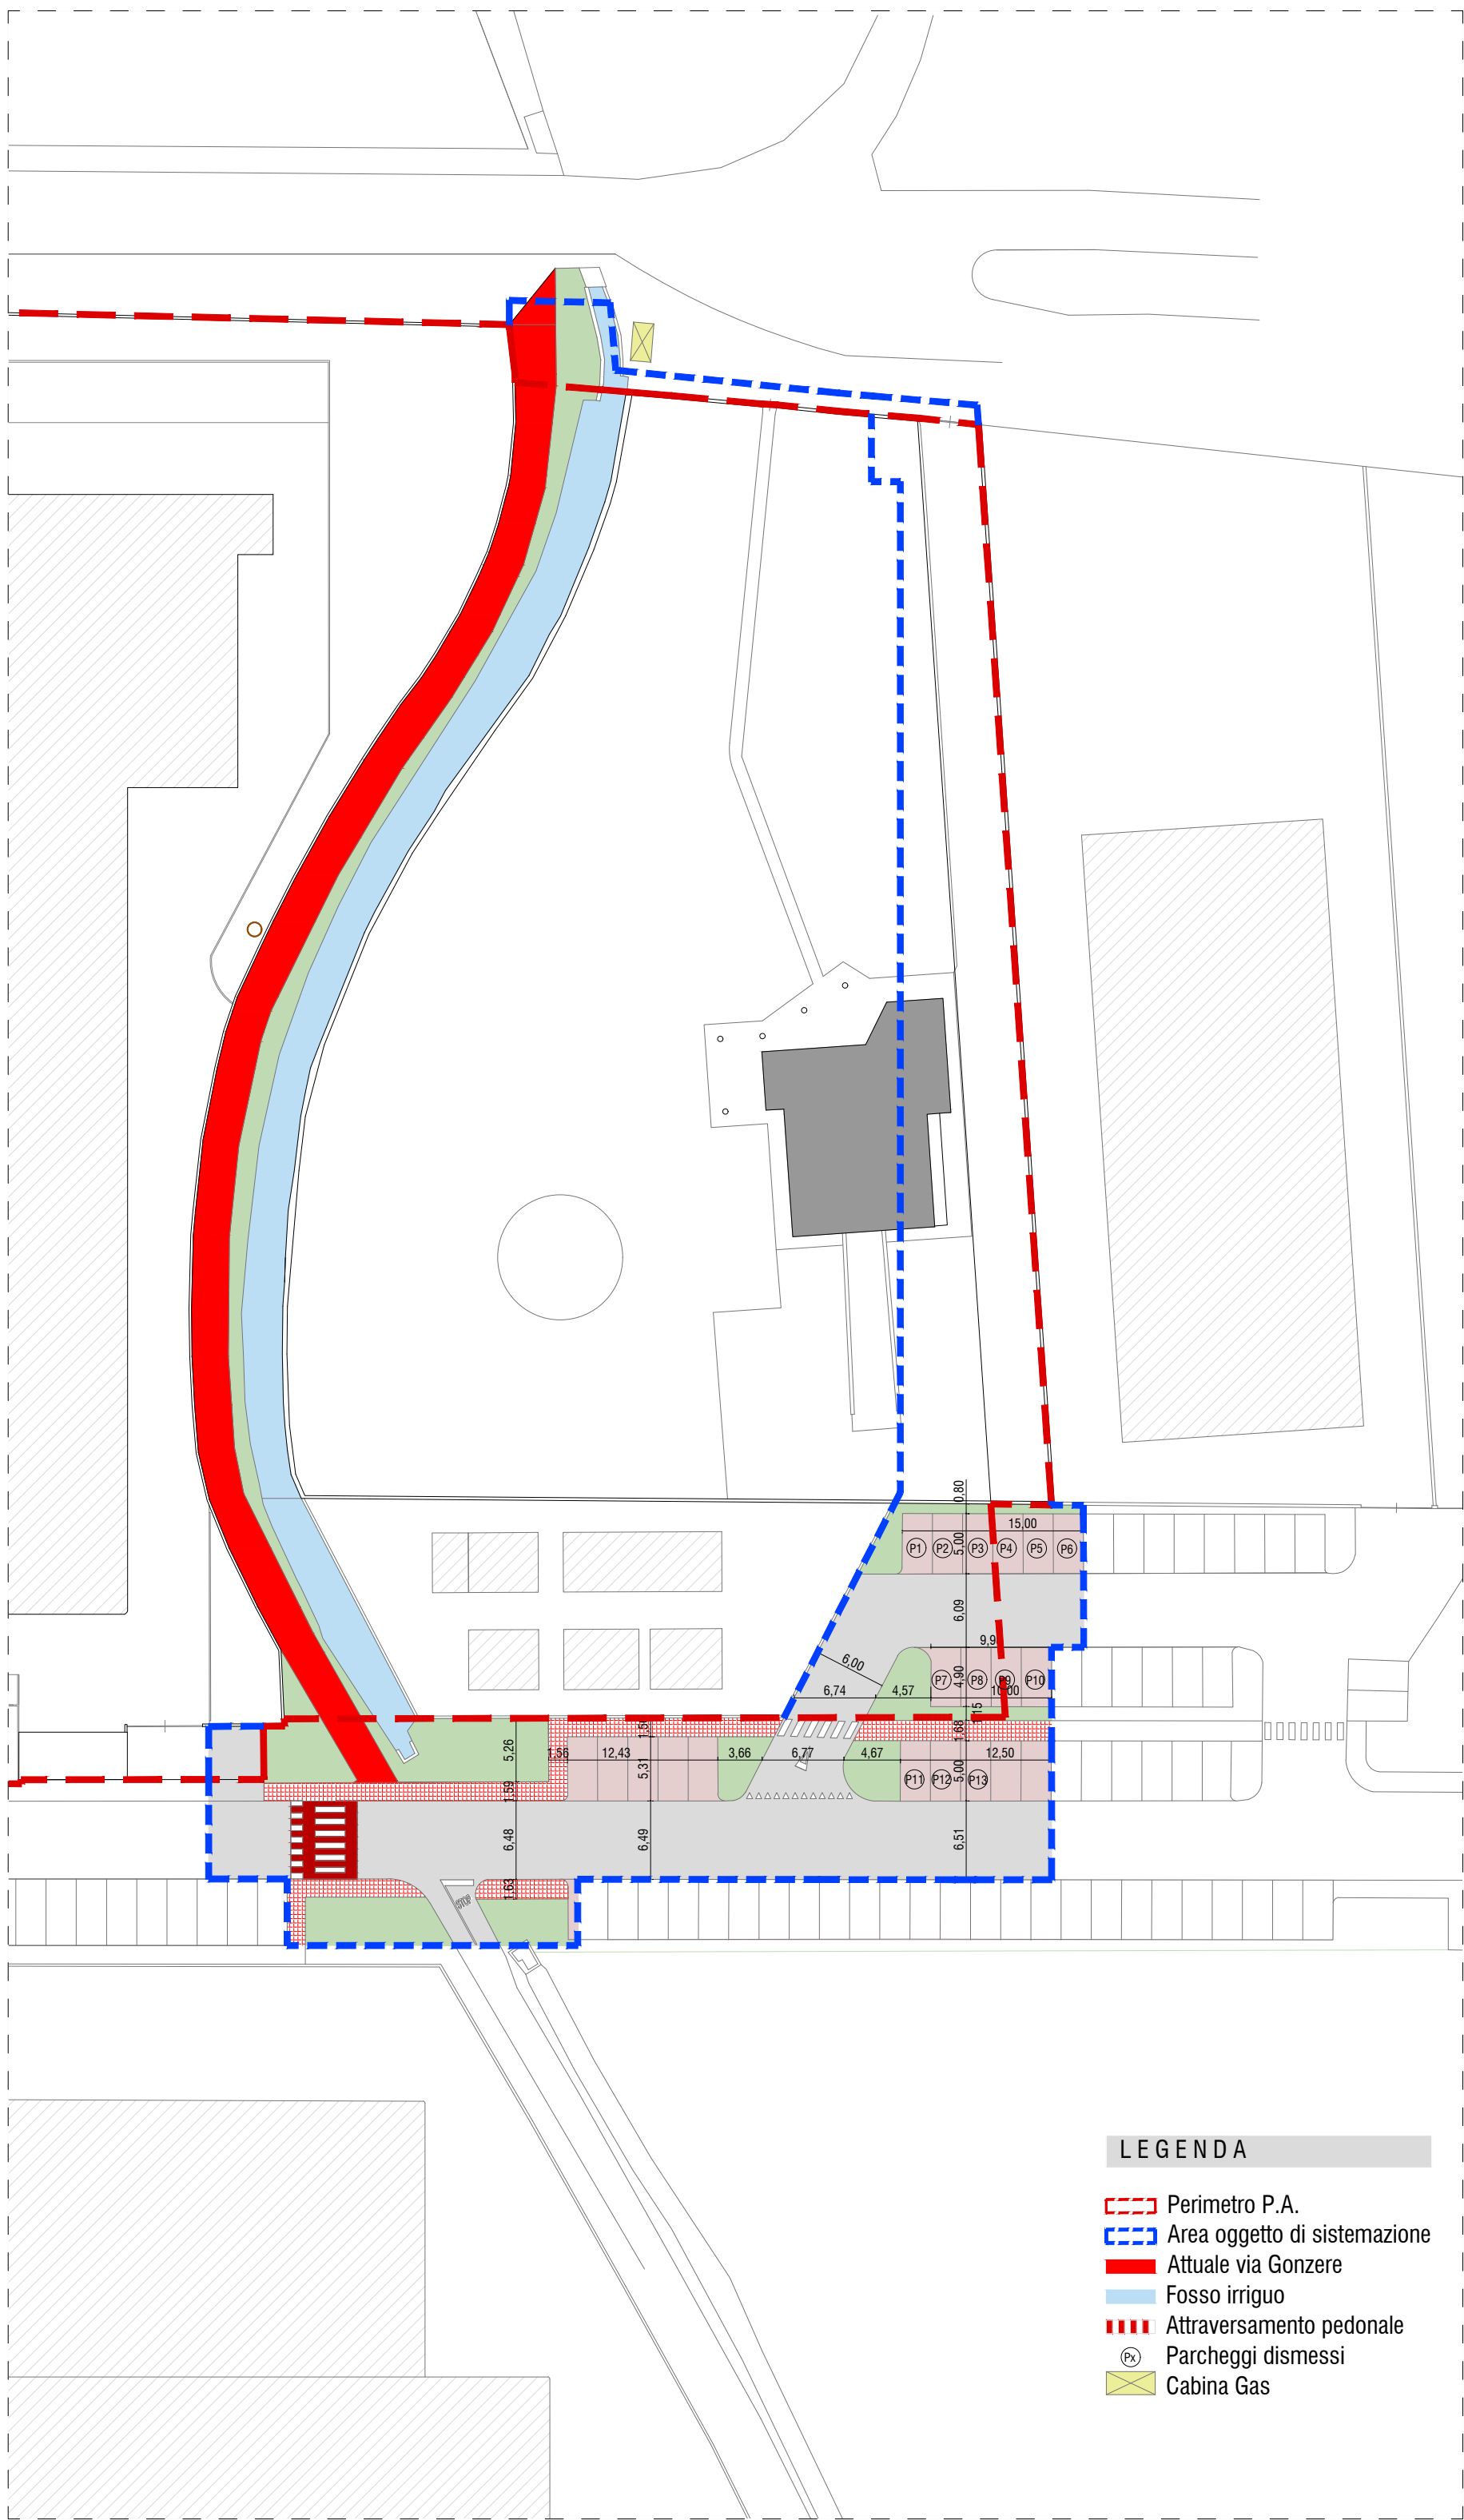 0,80
15,00
P1 P2 P3 P4 P5 P6
5,00
6,09
9,9
6,00
P7 P8 P9 P10
4,90
6,74 4,57 10,00
1,15
1,68
5,26
1,56 12,43 3,66 6,77 4,67 12,50
5,31
5,00
P11 P12 P13
1,59
6,48
6,49
6,51
1,63
STOP
LEGENDA
Perimetro P.A.
Area oggetto di sistemazione
Attuale via Gonzere
Fosso irriguo
Attraversamento pedonale
Px Parcheggi dismessi
Cabina Gas